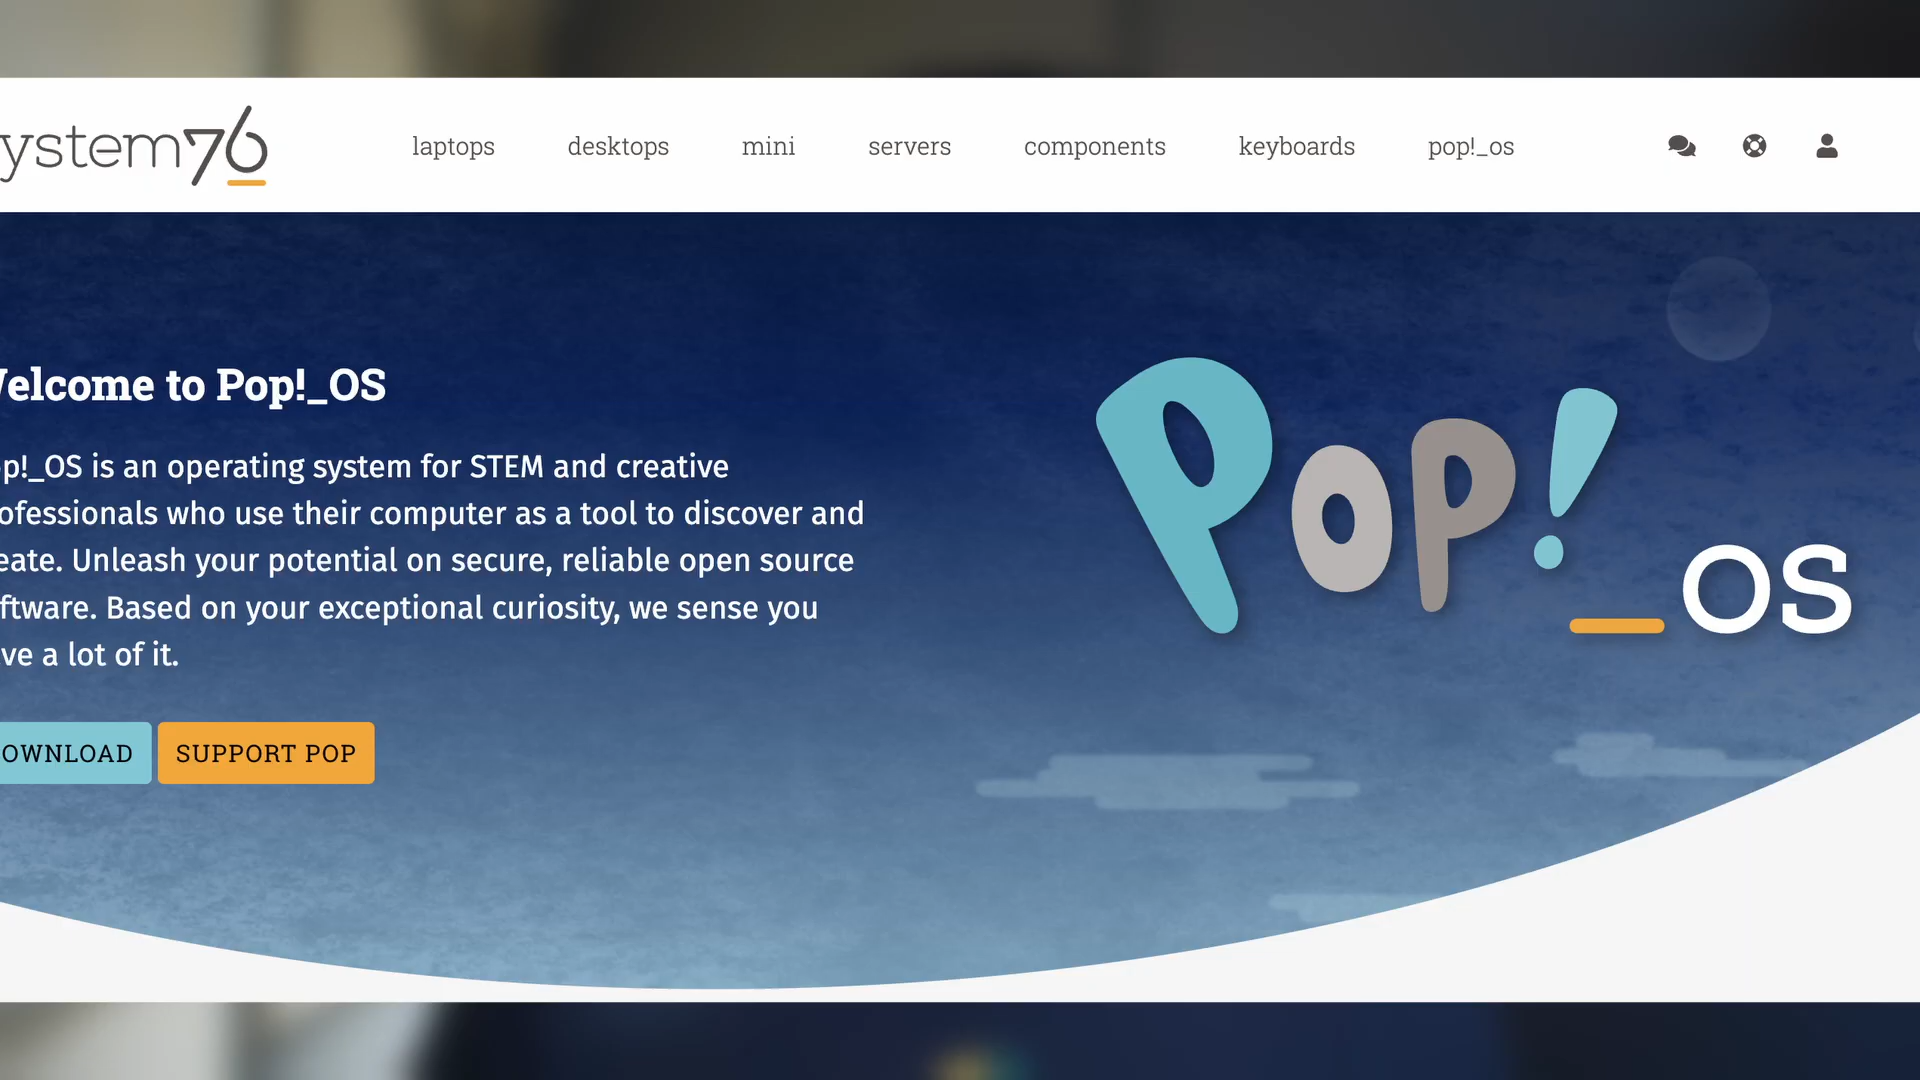 ystem76
laptops desktops mini servers components keyboards pop!_os
elcome to Pop!_OS
p!_OS is an operating system for STEM and creative
ofessionals who use their computer as a tool to discover and
eate. Unleash your potential on secure, reliable open source
ftware. Based on your exceptional curiosity, we sense you
ve a lot of it.
OWNLOAD SUPPORT POP
Pop!_OS